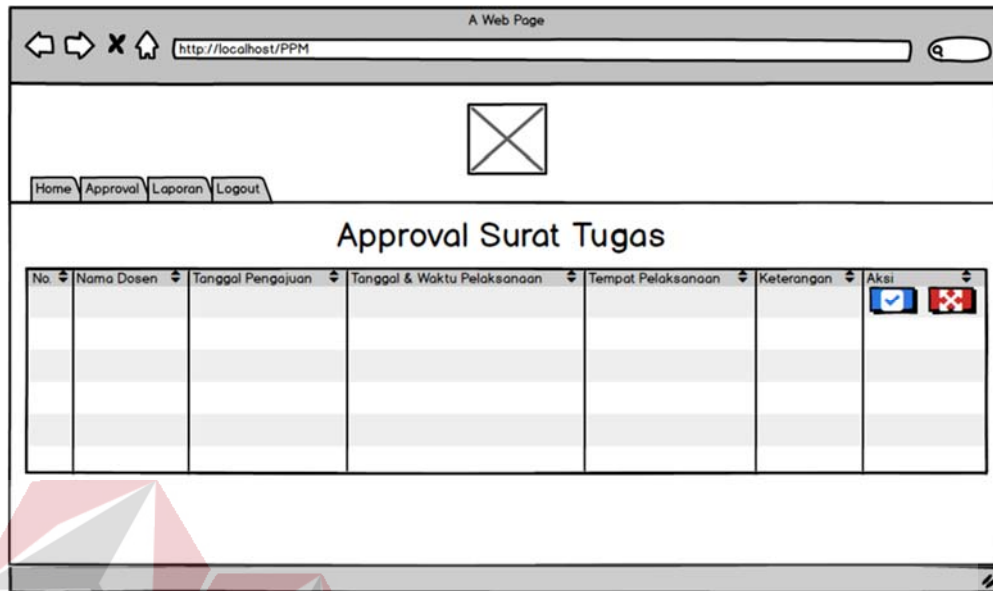 A Web Page
http://localhost/PPM
Home Approval Laporan Logout
Approval Surat Tugas
No. Nama Dosen Tanggal Pengajuan Tanggal & Waktu Pelaksanaan Tempat Pelaksanaan Keterangan Aksi